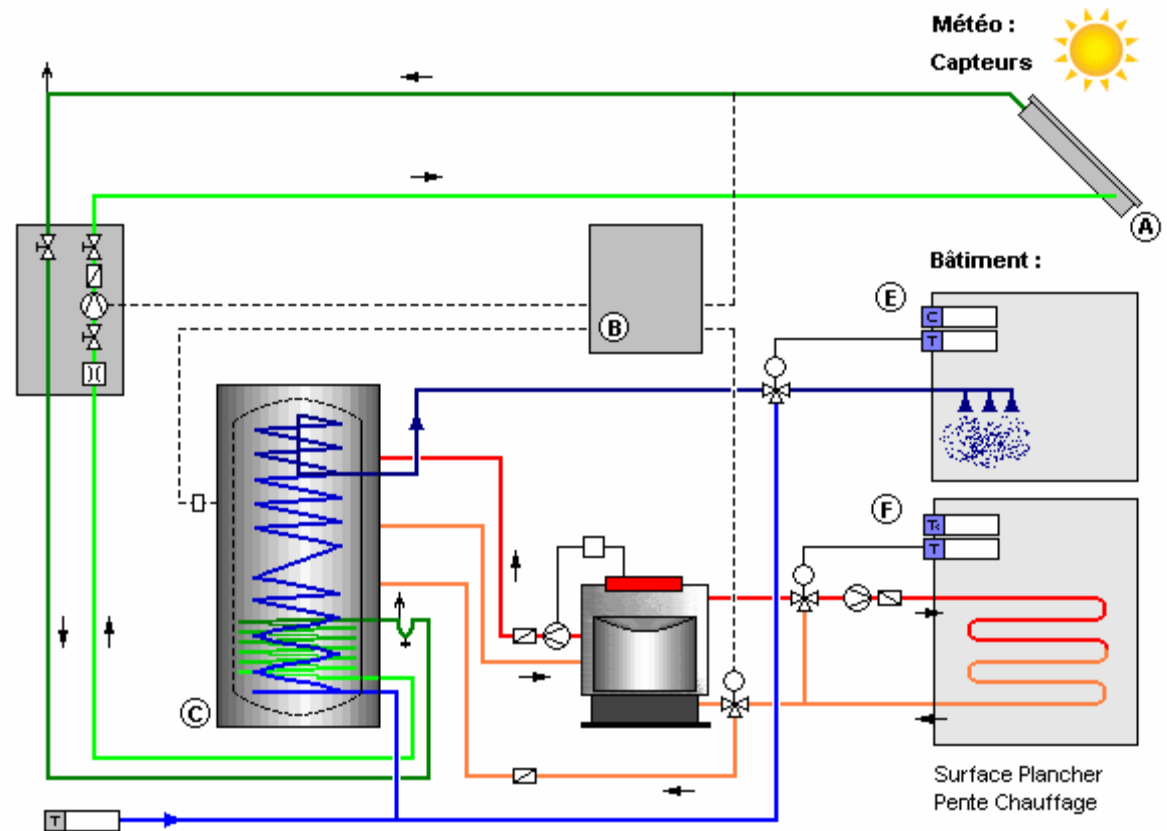 Météo :
Capteurs
A
Bâtiment :
B
E
C
T
F
Tc
T
C
Surface Plancher
Pente Chauffage
T